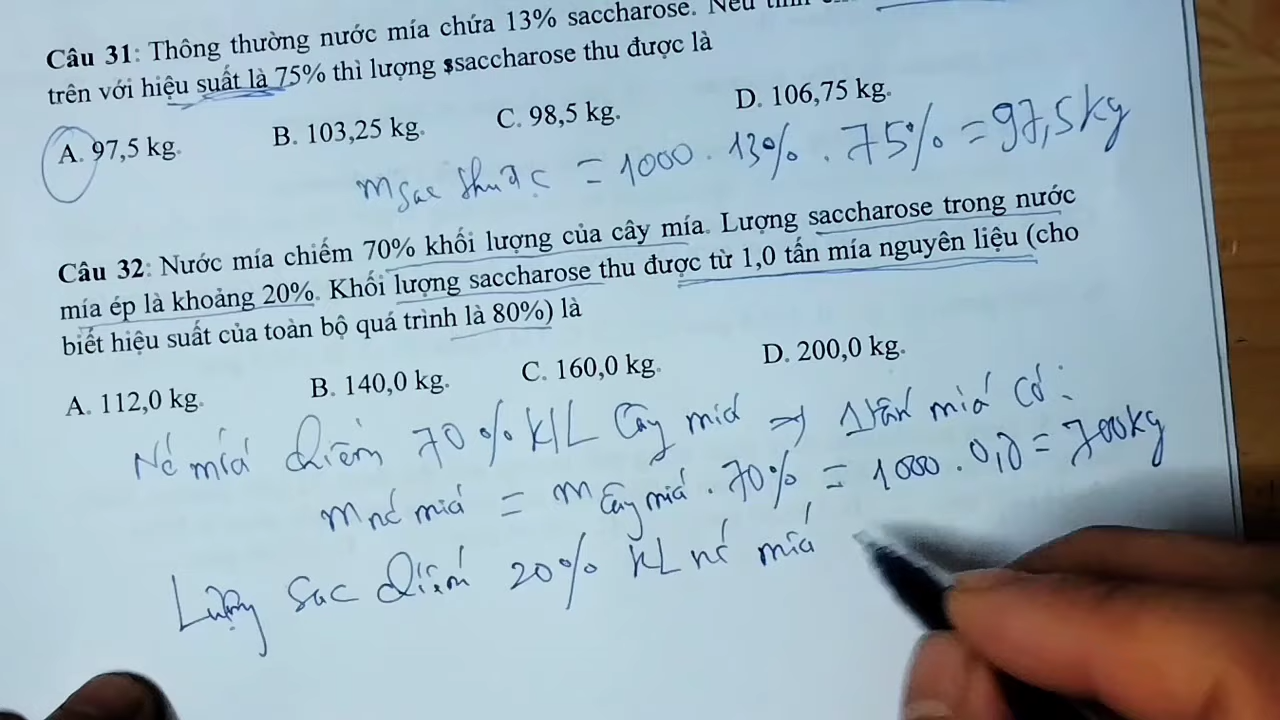 Câu 31: Thông thường nước mía chứa 13% saccharose. Nếu tinh
trên với hiệu suất là 75% thì lượng saccharose thu được là
A. 97,5 kg. B. 103,25 kg. C. 98,5 kg. D. 106,75 kg.
m sac thu đc = 1000 . 13% . 75% = 97,5kg
Câu 32: Nước mía chiếm 70% khối lượng của cây mía. Lượng saccharose trong nước
mía ép là khoảng 20%. Khối lượng saccharose thu được từ 1,0 tấn mía nguyên liệu (cho
biết hiệu suất của toàn bộ quá trình là 80%) là
A. 112,0 kg. B. 140,0 kg. C. 160,0 kg. D. 200,0 kg.
Nc mía chiếm 70% KL Cây mía => 1 tấn mía có:
m nc mía = m Cây mía . 70% = 1000 . 0,7 = 700kg
Lượng sac chiếm 20% KL nc mía